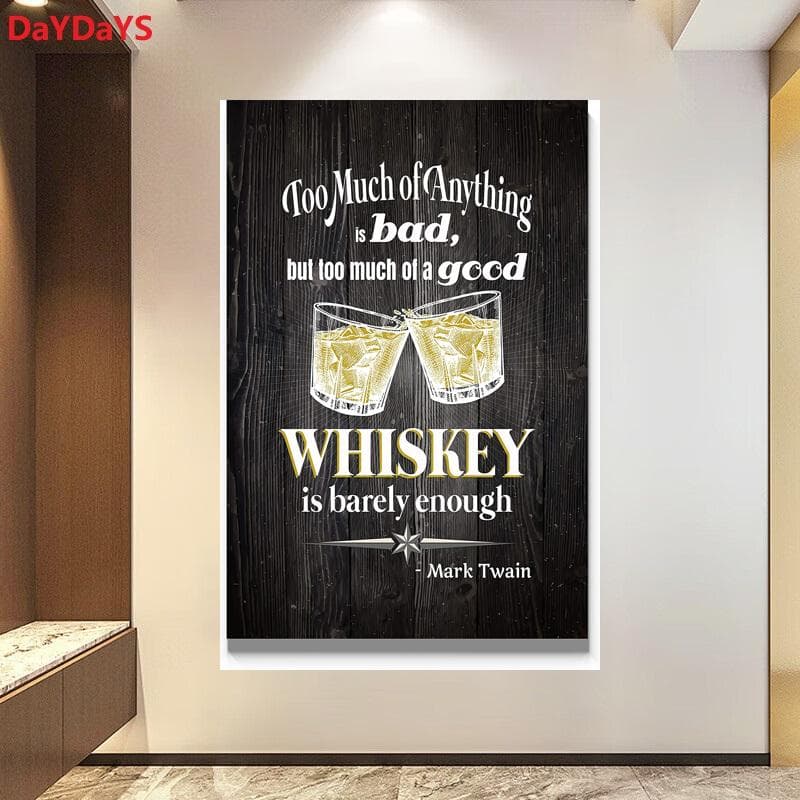 DaYDaYS
Too Much of Anything
is bad,
but too much of a good
WHISKEY
is barely enough
- Mark Twain